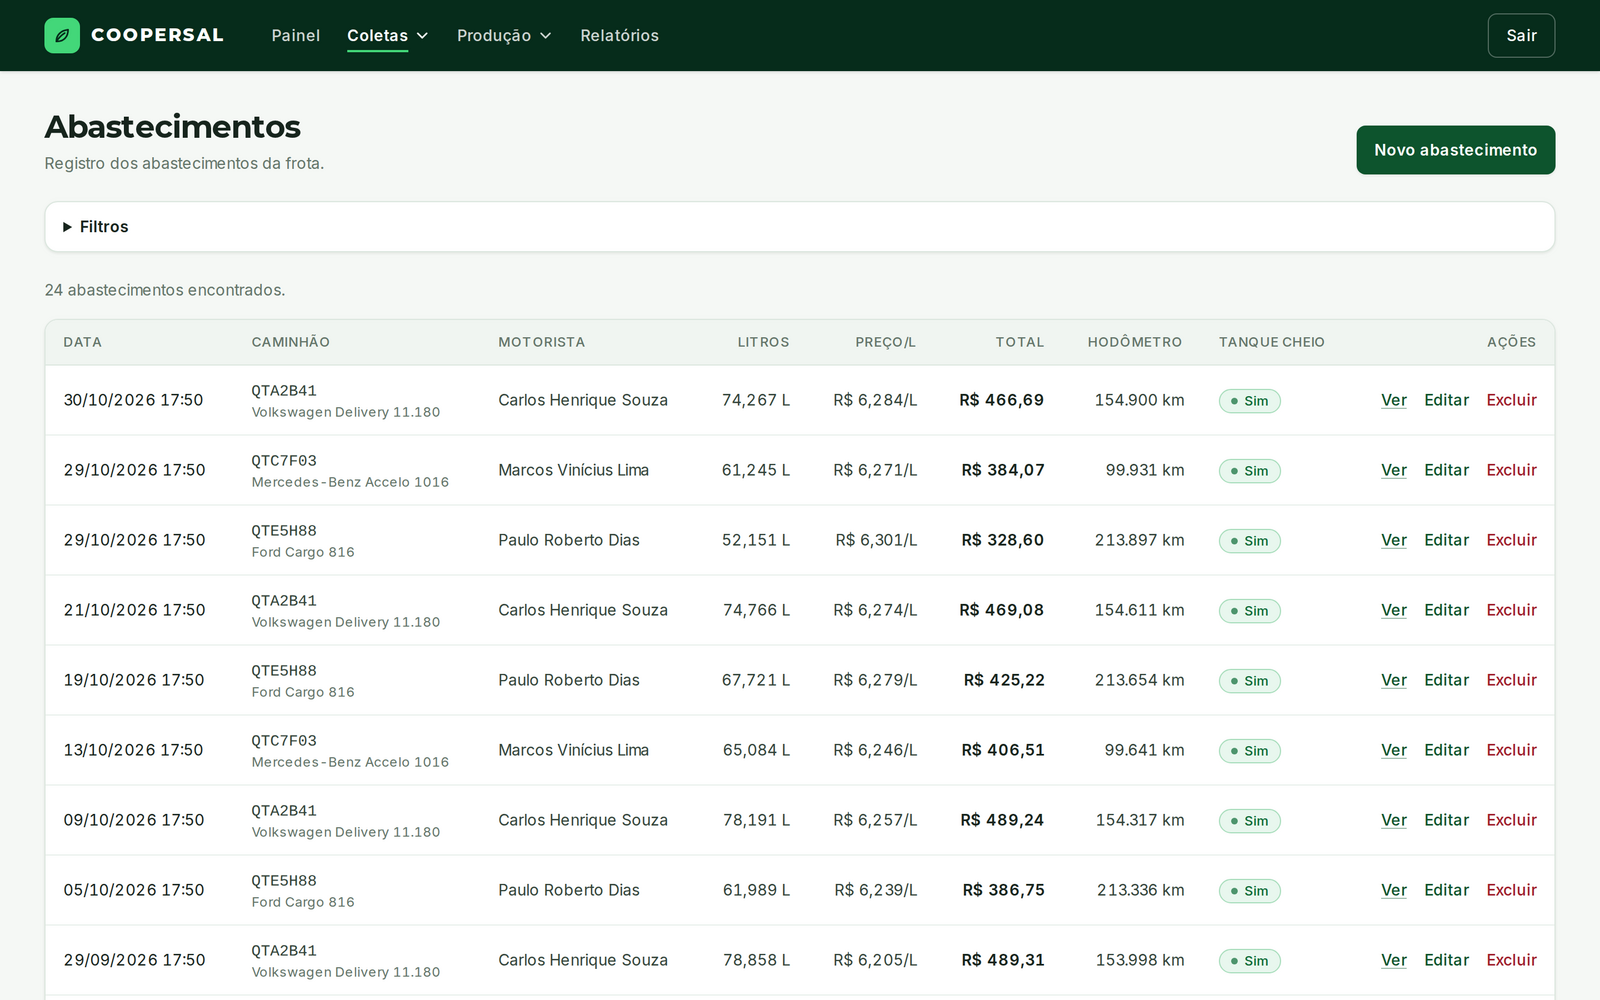 COOPERSAL Painel Coletas Produção Relatórios Sair
Abastecimentos
Registro dos abastecimentos da frota.
Novo abastecimento
Filtros
24 abastecimentos encontrados.
DATA CAMINHÃO MOTORISTA LITROS PREÇO/L TOTAL HODÔMETRO TANQUE CHEIO AÇÕES
30/10/2026 17:50 QTA2B41 Carlos Henrique Souza 74,267 L R$ 6,284/L R$ 466,69 154.900 km Sim Ver Editar Excluir
Volkswagen Delivery 11.180
29/10/2026 17:50 QTC7F03 Marcos Vinícius Lima 61,245 L R$ 6,271/L R$ 384,07 99.931 km Sim Ver Editar Excluir
Mercedes-Benz Accelo 1016
29/10/2026 17:50 QTE5H88 Paulo Roberto Dias 52,151 L R$ 6,301/L R$ 328,60 213.897 km Sim Ver Editar Excluir
Ford Cargo 816
21/10/2026 17:50 QTA2B41 Carlos Henrique Souza 74,766 L R$ 6,274/L R$ 469,08 154.611 km Sim Ver Editar Excluir
Volkswagen Delivery 11.180
19/10/2026 17:50 QTE5H88 Paulo Roberto Dias 67,721 L R$ 6,279/L R$ 425,22 213.654 km Sim Ver Editar Excluir
Ford Cargo 816
13/10/2026 17:50 QTC7F03 Marcos Vinícius Lima 65,084 L R$ 6,246/L R$ 406,51 99.641 km Sim Ver Editar Excluir
Mercedes-Benz Accelo 1016
09/10/2026 17:50 QTA2B41 Carlos Henrique Souza 78,191 L R$ 6,257/L R$ 489,24 154.317 km Sim Ver Editar Excluir
Volkswagen Delivery 11.180
05/10/2026 17:50 QTE5H88 Paulo Roberto Dias 61,989 L R$ 6,239/L R$ 386,75 213.336 km Sim Ver Editar Excluir
Ford Cargo 816
29/09/2026 17:50 QTA2B41 Carlos Henrique Souza 78,858 L R$ 6,205/L R$ 489,31 153.998 km Sim Ver Editar Excluir
Volkswagen Delivery 11.180